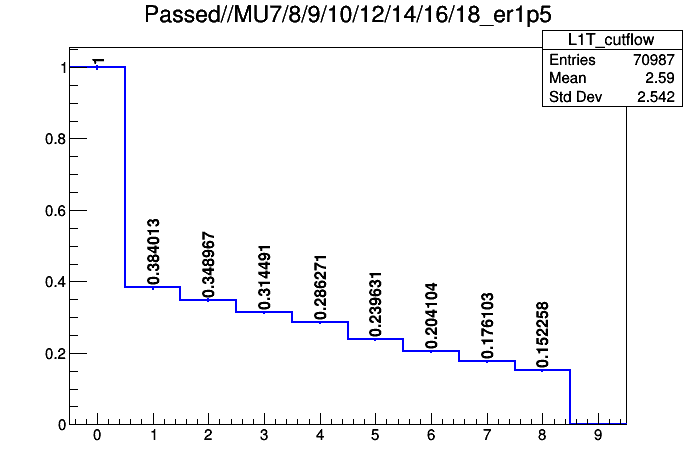 Passed//MU7/8/9/10/12/14/16/18_er1p5
L1T_cutflow
Entries 70987
Mean 2.59
Std Dev 2.542
1
0.8
0.6
0.4
0.2
0
1
0.384013
0.348967
0.314491
0.286271
0.239631
0.204104
0.176103
0.152258
0 1 2 3 4 5 6 7 8 9